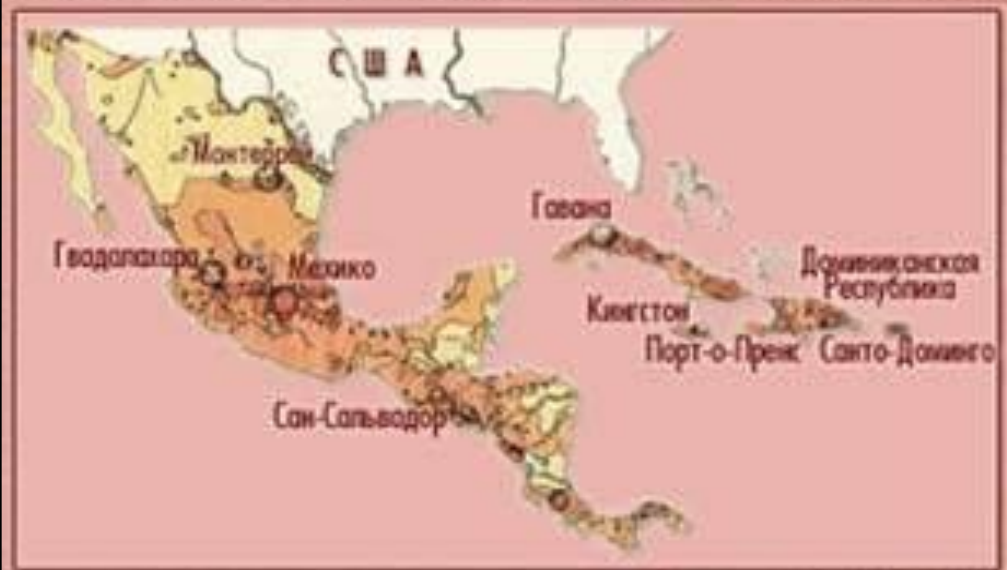 США
Монтеррей
Гавана
Гвадалахара
Мехико
Доминиканская
Республика
Кингстон
Порт-о-Пренс
Санто-Доминго
Сан-Сальвадор